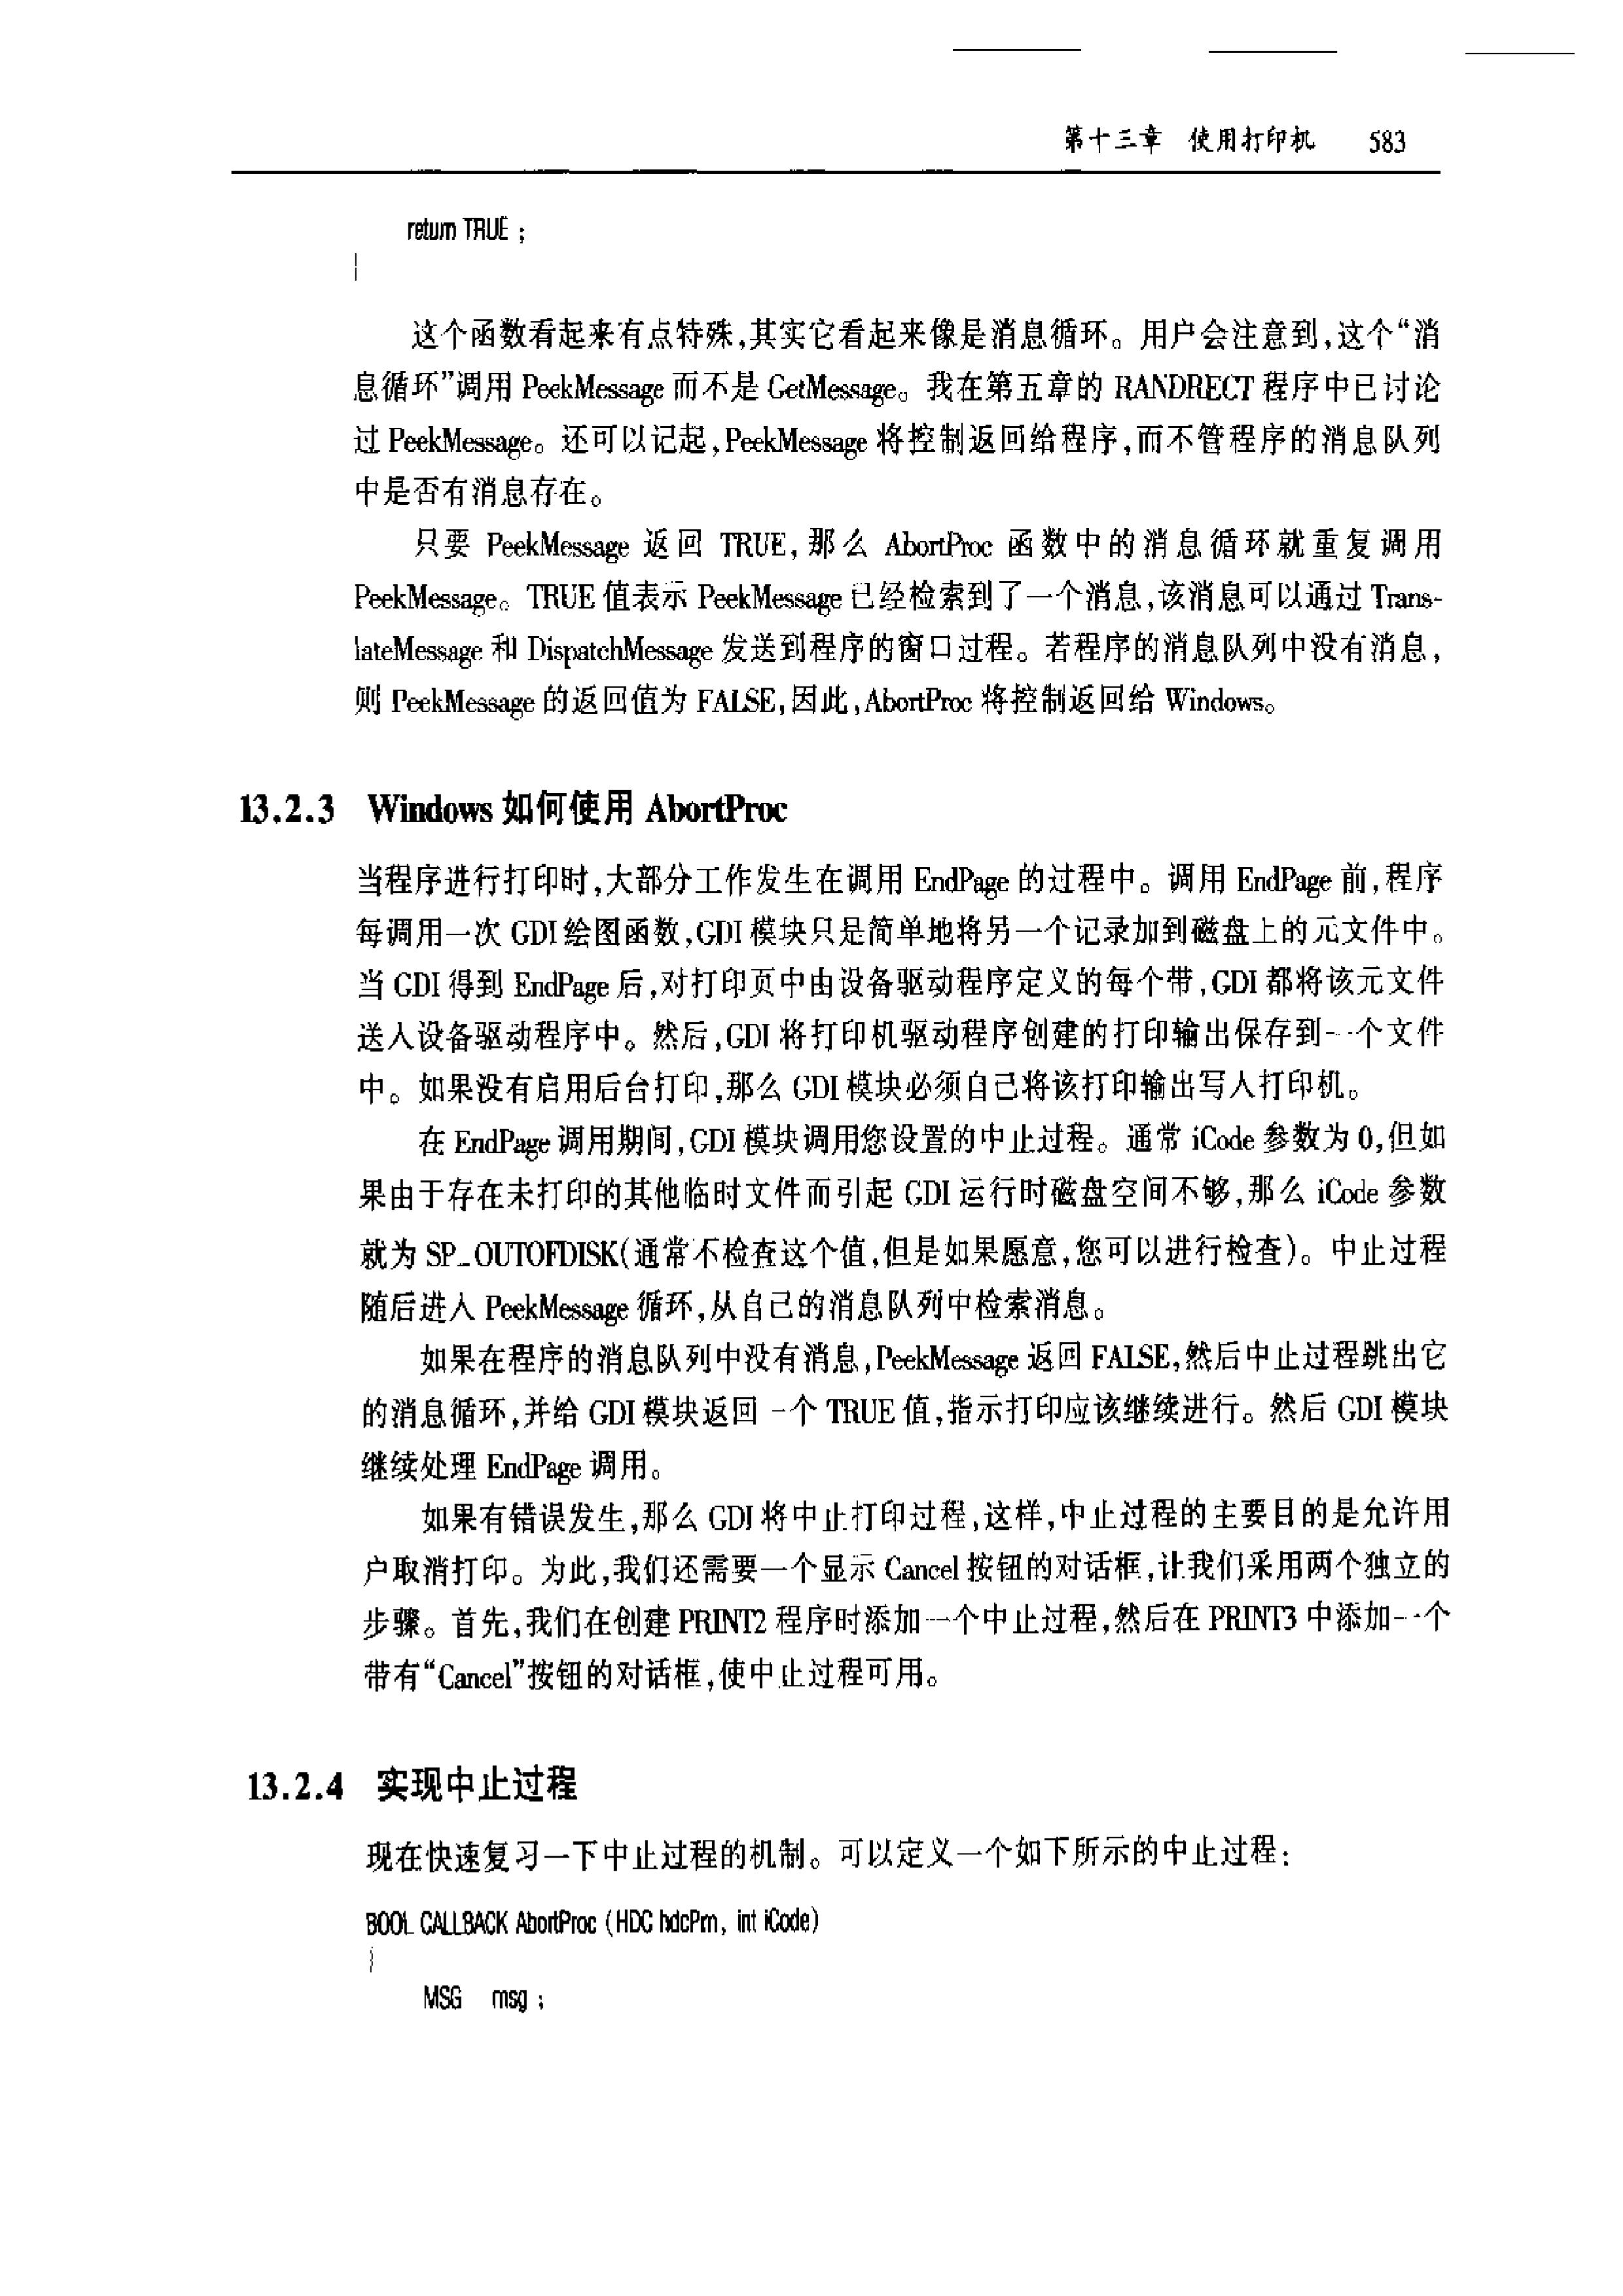 第十三章 使用打印机 583
return TRUE ;
}
这个函数看起来有点特殊,其实它看起来像是消息循环。用户会注意到,这个“消
息循环”调用 PeekMessage 而不是 GetMessage。我在第五章的 RANDRECT 程序中已讨论
过 PeekMessage。还可以记起,PeekMessage 将控制返回给程序,而不管程序的消息队列
中是否有消息存在。
只要 PeekMessage 返回 TRUE,那么 AbortProc 函数中的消息循环就重复调用
PeekMessage。TRUE 值表示 PeekMessage 已经检索到了一个消息,该消息可以通过 Trans-
lateMessage 和 DispatchMessage 发送到程序的窗口过程。若程序的消息队列中没有消息,
则 PeekMessage 的返回值为 FALSE,因此,AbortProc 将控制返回给 Windows。
13.2.3 Windows 如何使用 AbortProc
当程序进行打印时,大部分工作发生在调用 EndPage 的过程中。调用 EndPage 前,程序
每调用一次 GDI 绘图函数,GDI 模块只是简单地将另一个记录加到磁盘上的元文件中。
当 GDI 得到 EndPage 后,对打印页中由设备驱动程序定义的每个带,GDI 都将该元文件
送入设备驱动程序中。然后,GDI 将打印机驱动程序创建的打印输出保存到一个文件
中。如果没有启用后台打印,那么 GDI 模块必须自己将该打印输出写入打印机。
在 EndPage 调用期间,GDI 模块调用您设置的中止过程。通常 iCode 参数为 0,但如
果由于存在未打印的其他临时文件而引起 GDI 运行时磁盘空间不够,那么 iCode 参数
就为 SP_OUTOFDISK(通常不检查这个值,但是如果愿意,您可以进行检查)。中止过程
随后进入 PeekMessage 循环,从自己的消息队列中检索消息。
如果在程序的消息队列中没有消息,PeekMessage 返回 FALSE,然后中止过程跳出它
的消息循环,并给 GDI 模块返回一个 TRUE 值,指示打印应该继续进行。然后 GDI 模块
继续处理 EndPage 调用。
如果有错误发生,那么 GDI 将中止打印过程,这样,中止过程的主要目的是允许用
户取消打印。为此,我们还需要一个显示 Cancel 按钮的对话框,让我们采用两个独立的
步骤。首先,我们在创建 PRINT2 程序时添加一个中止过程,然后在 PRINT3 中添加一个
带有“Cancel”按钮的对话框,使中止过程可用。
13.2.4 实现中止过程
现在快速复习一下中止过程的机制。可以定义一个如下所示的中止过程:
BOOL CALLBACK AbortProc (HDC hdcPrn, int iCode)
{
MSG msg ;